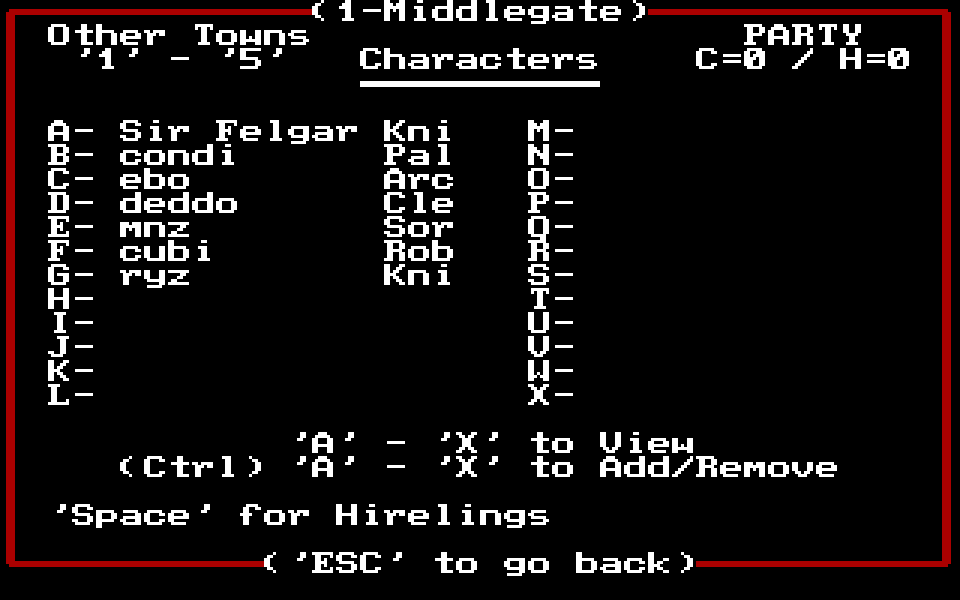 (1-Middlegate)
Other Towns PARTY
'1' - '5' Characters C=0 / H=0
A- Sir Felgar Kni M-
B- condi Pal N-
C- ebo Arc O-
D- deddo Cle P-
E- mnz Sor Q-
F- cubi Rob R-
G- ryz Kni S-
H- T-
I- U-
J- V-
K- W-
L- X-
'A' - 'X' to View
(Ctrl) 'A' - 'X' to Add/Remove
'Space' for Hirelings
('ESC' to go back)